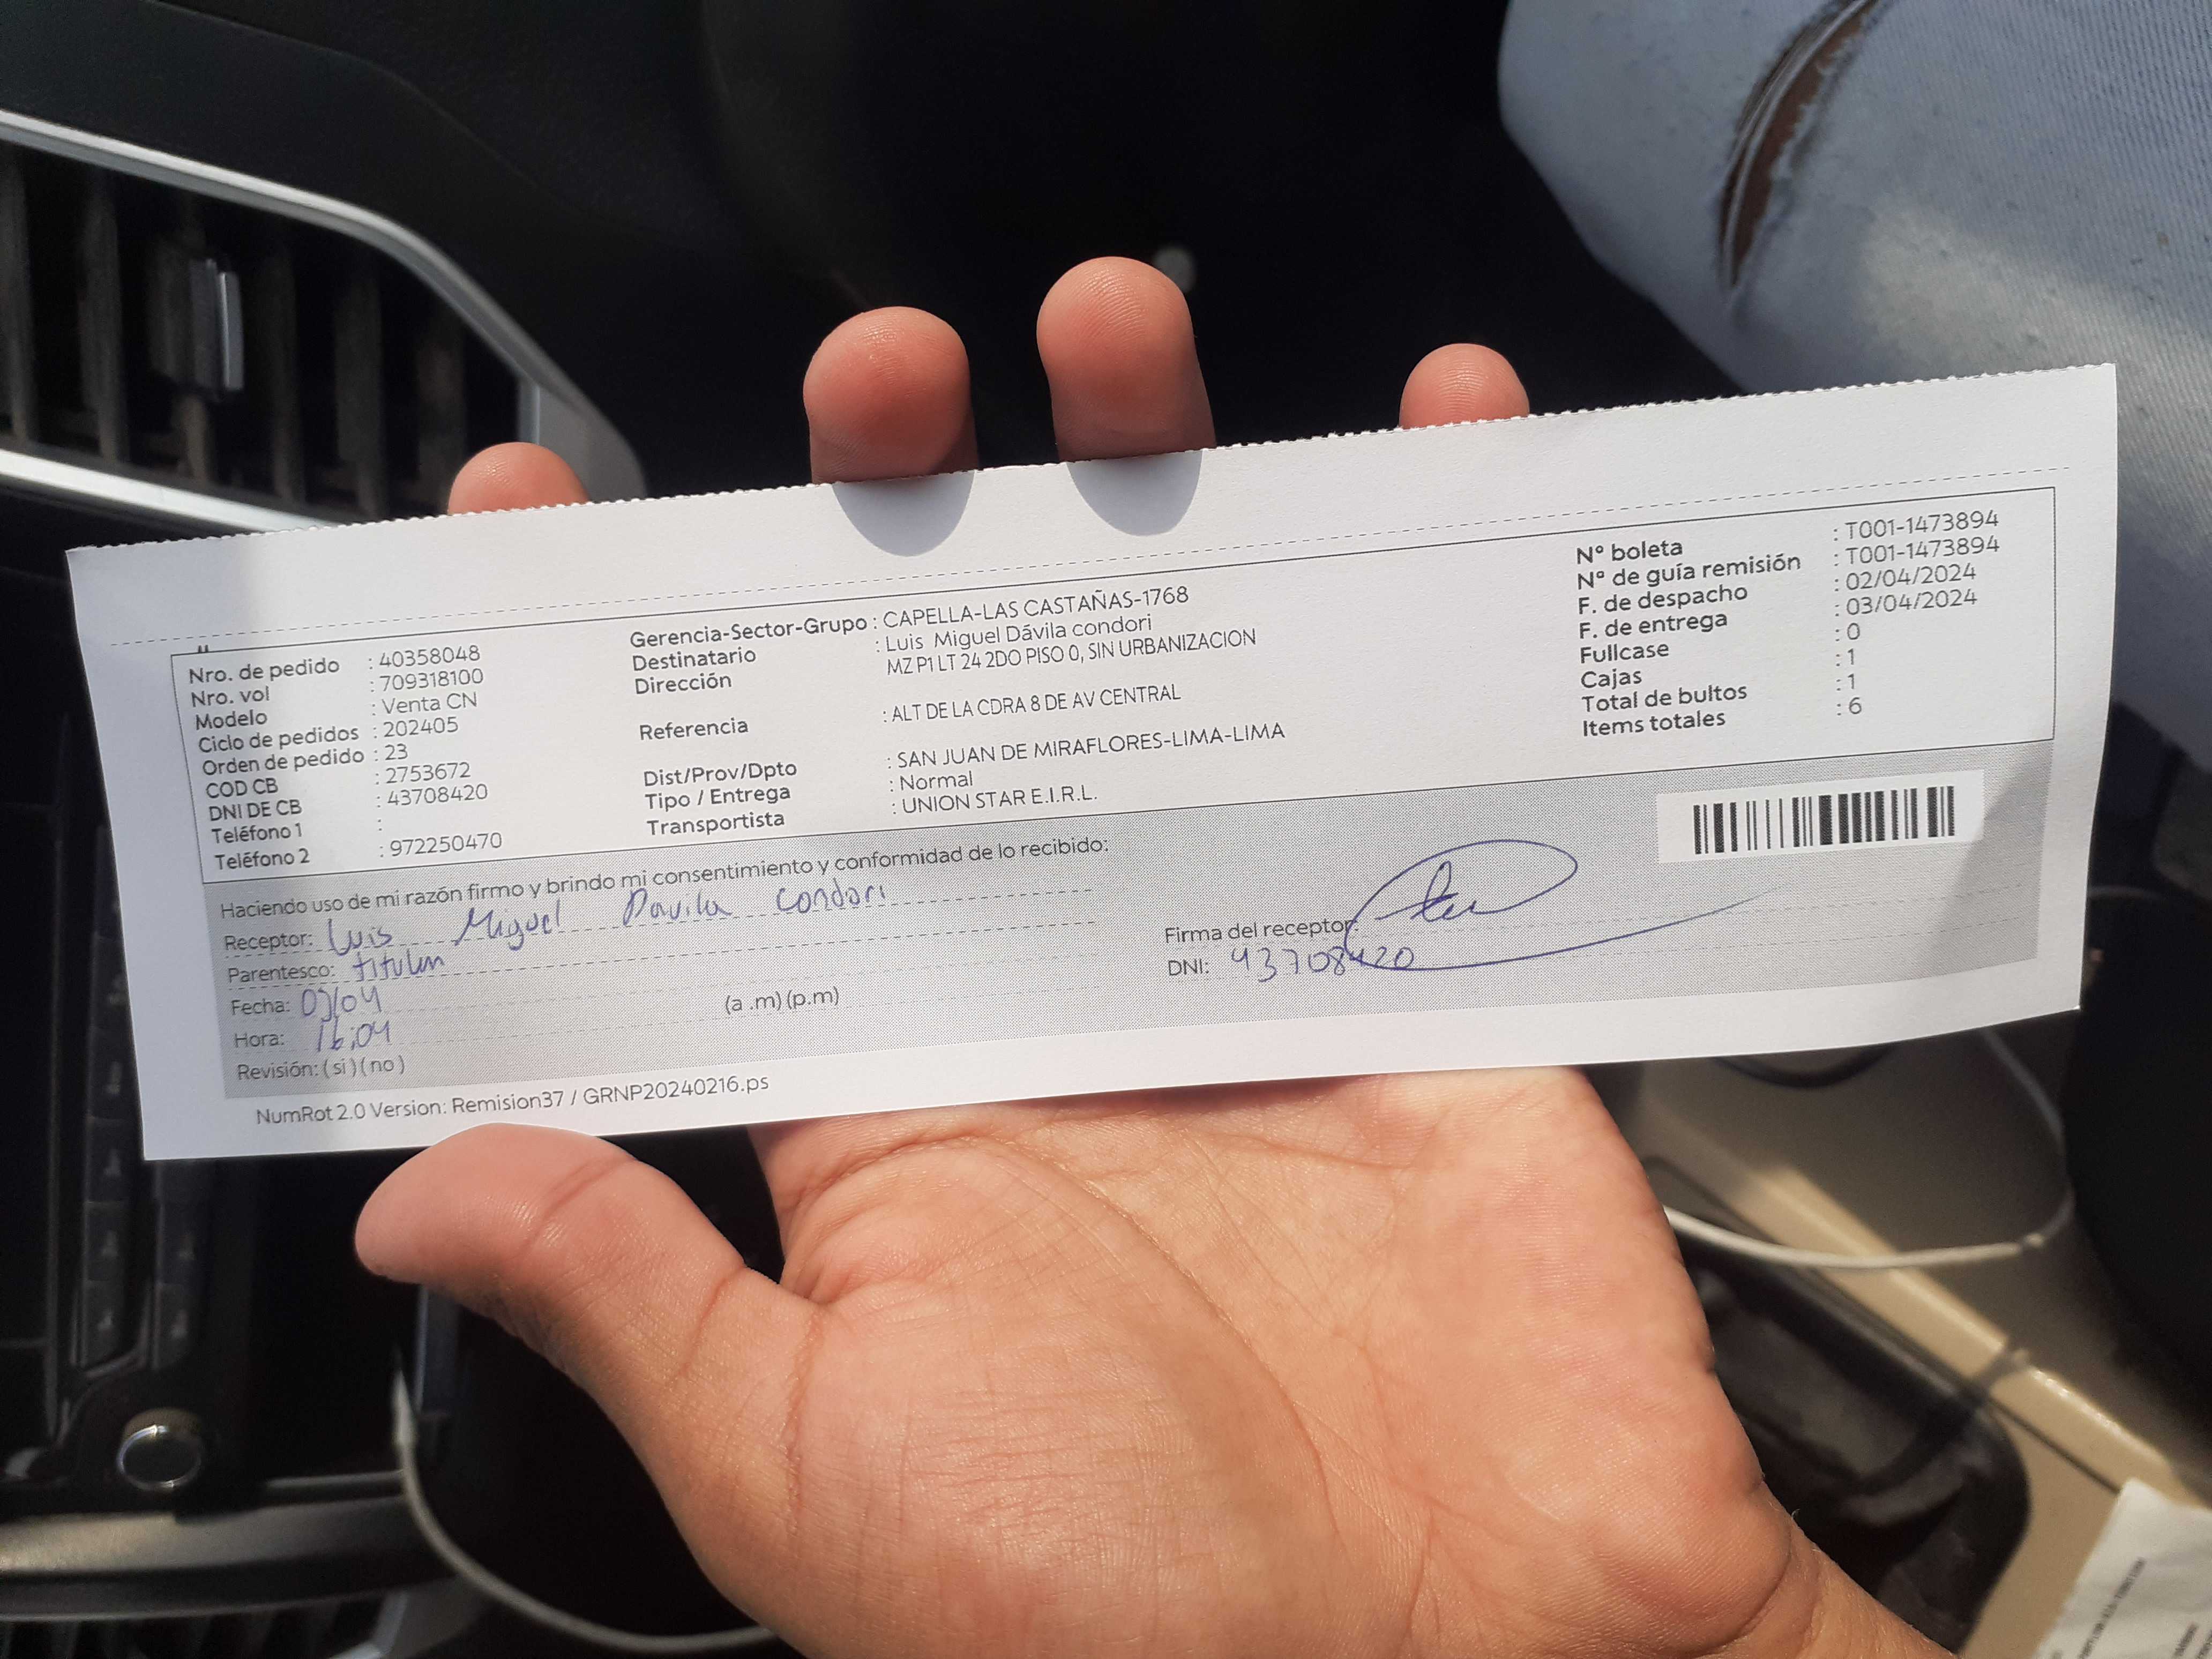 Nro. de pedido : 40358048
Nro. vol : 709318100
Modelo : Venta CN
Ciclo de pedidos : 202405
Orden de pedido : 23
COD CB : 2753672
DNI DE CB : 43708420
Teléfono 1 :
Teléfono 2 : 972250470
Gerencia-Sector-Grupo : CAPELLA-LAS CASTAÑAS-1768
Destinatario : Luis Miguel Dávila condori
Dirección MZ P1 LT 24 2DO PISO 0, SIN URBANIZACION
Referencia : ALT DE LA CDRA 8 DE AV CENTRAL
Dist/Prov/Dpto : SAN JUAN DE MIRAFLORES-LIMA-LIMA
Tipo / Entrega : Normal
Transportista : UNION STAR E.I.R.L.
N° boleta : T001-1473894
N° de guía remisión : T001-1473894
F. de despacho : 02/04/2024
F. de entrega : 03/04/2024
Fullcase : 0
Cajas : 1
Total de bultos : 1
Items totales : 6
Haciendo uso de mi razón firmo y brindo mi consentimiento y conformidad de lo recibido:
Receptor: Luis Miguel Davila Condori
Parentesco: titular
Fecha: 03/04
Hora: 16:04 (a .m) (p.m)
Revisión: ( si ) ( no )
Firma del receptor:
DNI: 43708420
NumRot 2.0 Version: Remision37 / GRNP20240216.ps